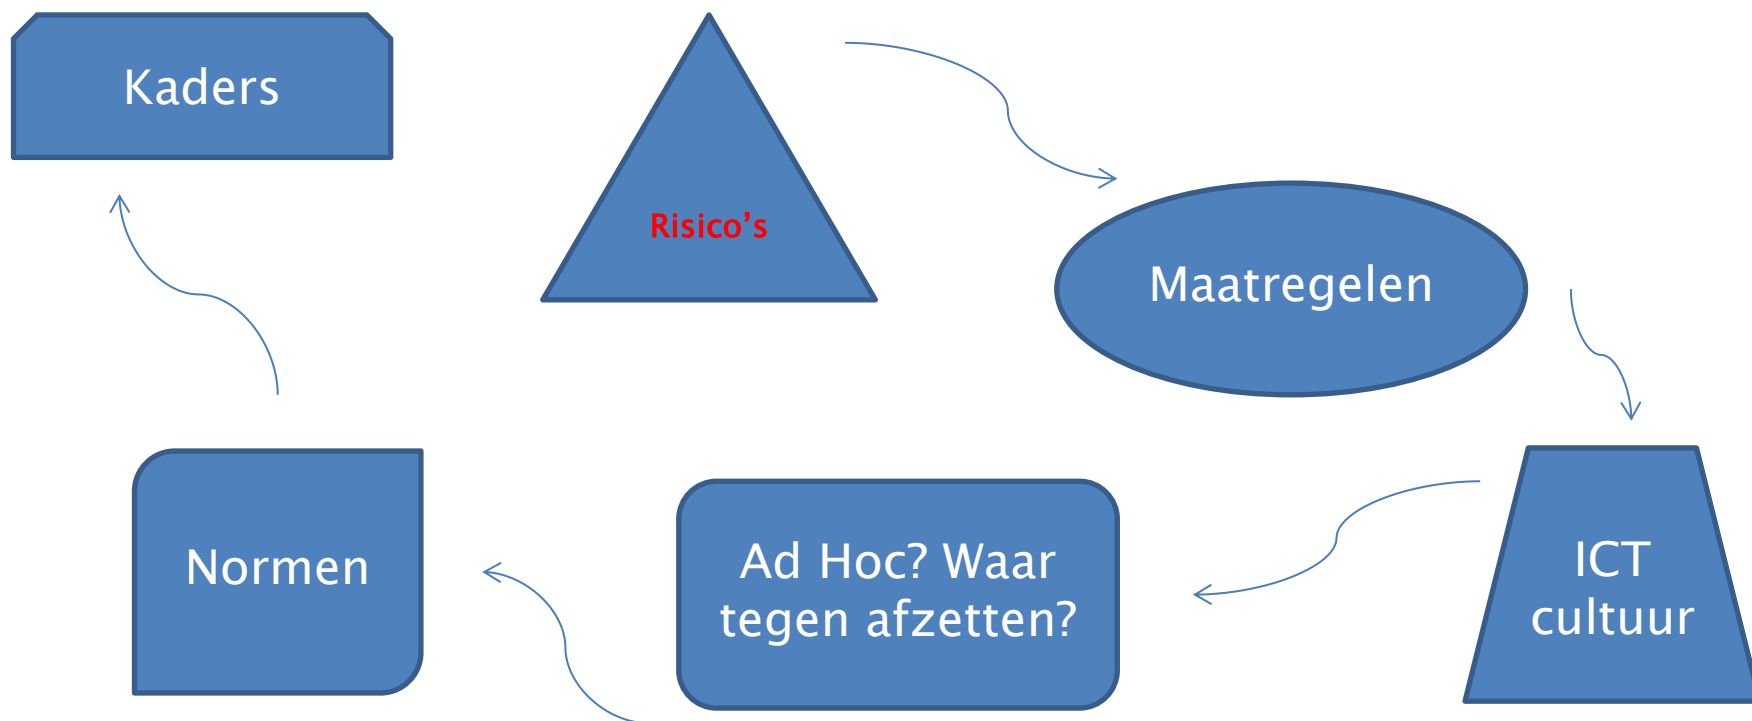 Kaders
Risico’s
Maatregelen
ICT
cultuur
Ad Hoc? Waar
tegen afzetten?
Normen